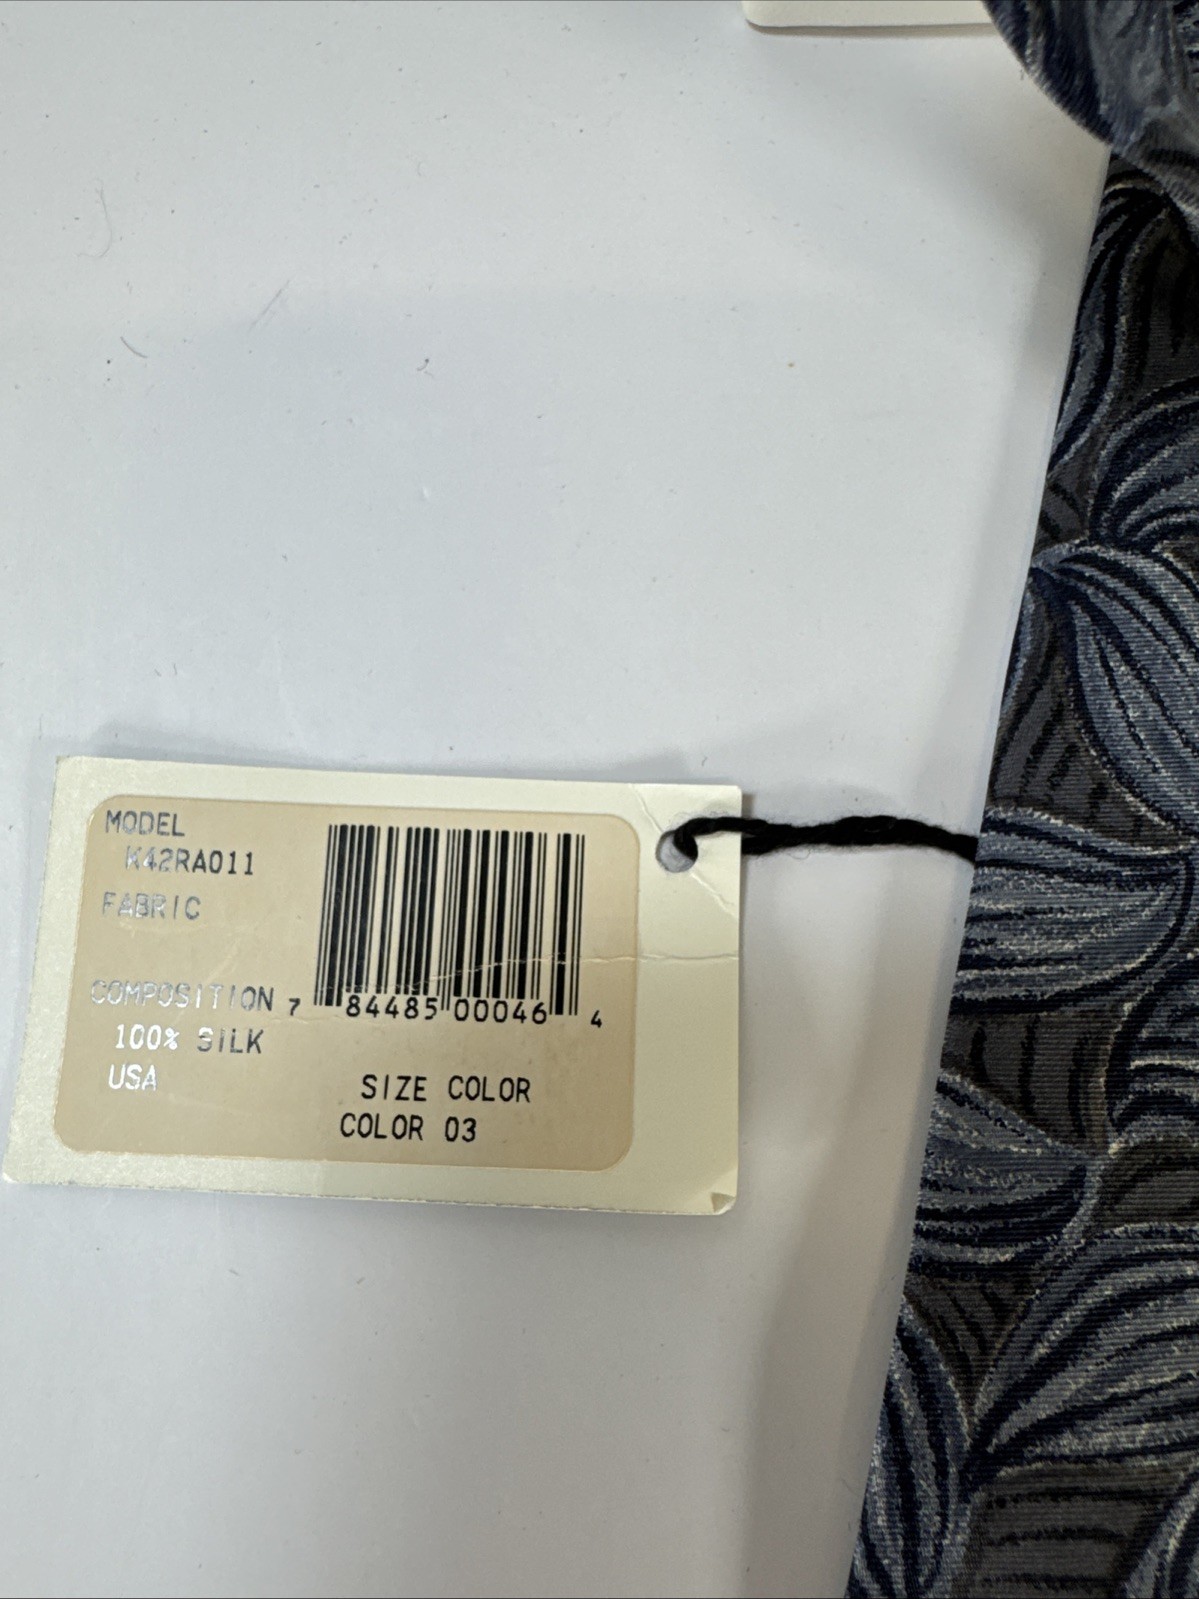 MODEL
K42RA011
FABRIC
COMPOSITION
100% SILK
USA
7 84485 00046 4
SIZE COLOR
COLOR 03